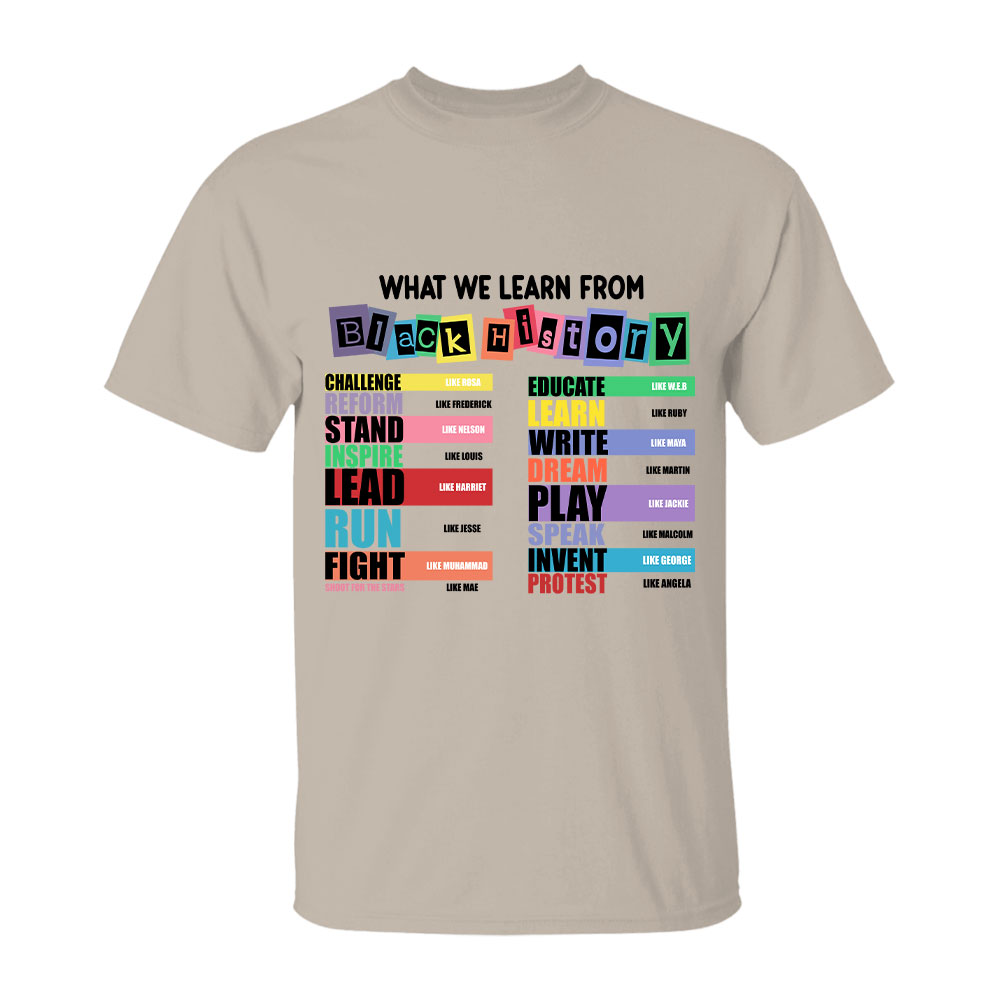 WHAT WE LEARN FROM
Black History
CHALLENGE LIKE ROSA
REFORM LIKE FREDERICK
STAND LIKE NELSON
INSPIRE LIKE LOUIS
LEAD LIKE HARRIET
RUN LIKE JESSE
FIGHT LIKE MUHAMMAD
SHOOT FOR THE STARS LIKE MAE
EDUCATE LIKE W.E.B
LEARN LIKE RUBY
WRITE LIKE MAYA
DREAM LIKE MARTIN
PLAY LIKE JACKIE
SPEAK LIKE MALCOLM
INVENT LIKE GEORGE
PROTEST LIKE ANGELA